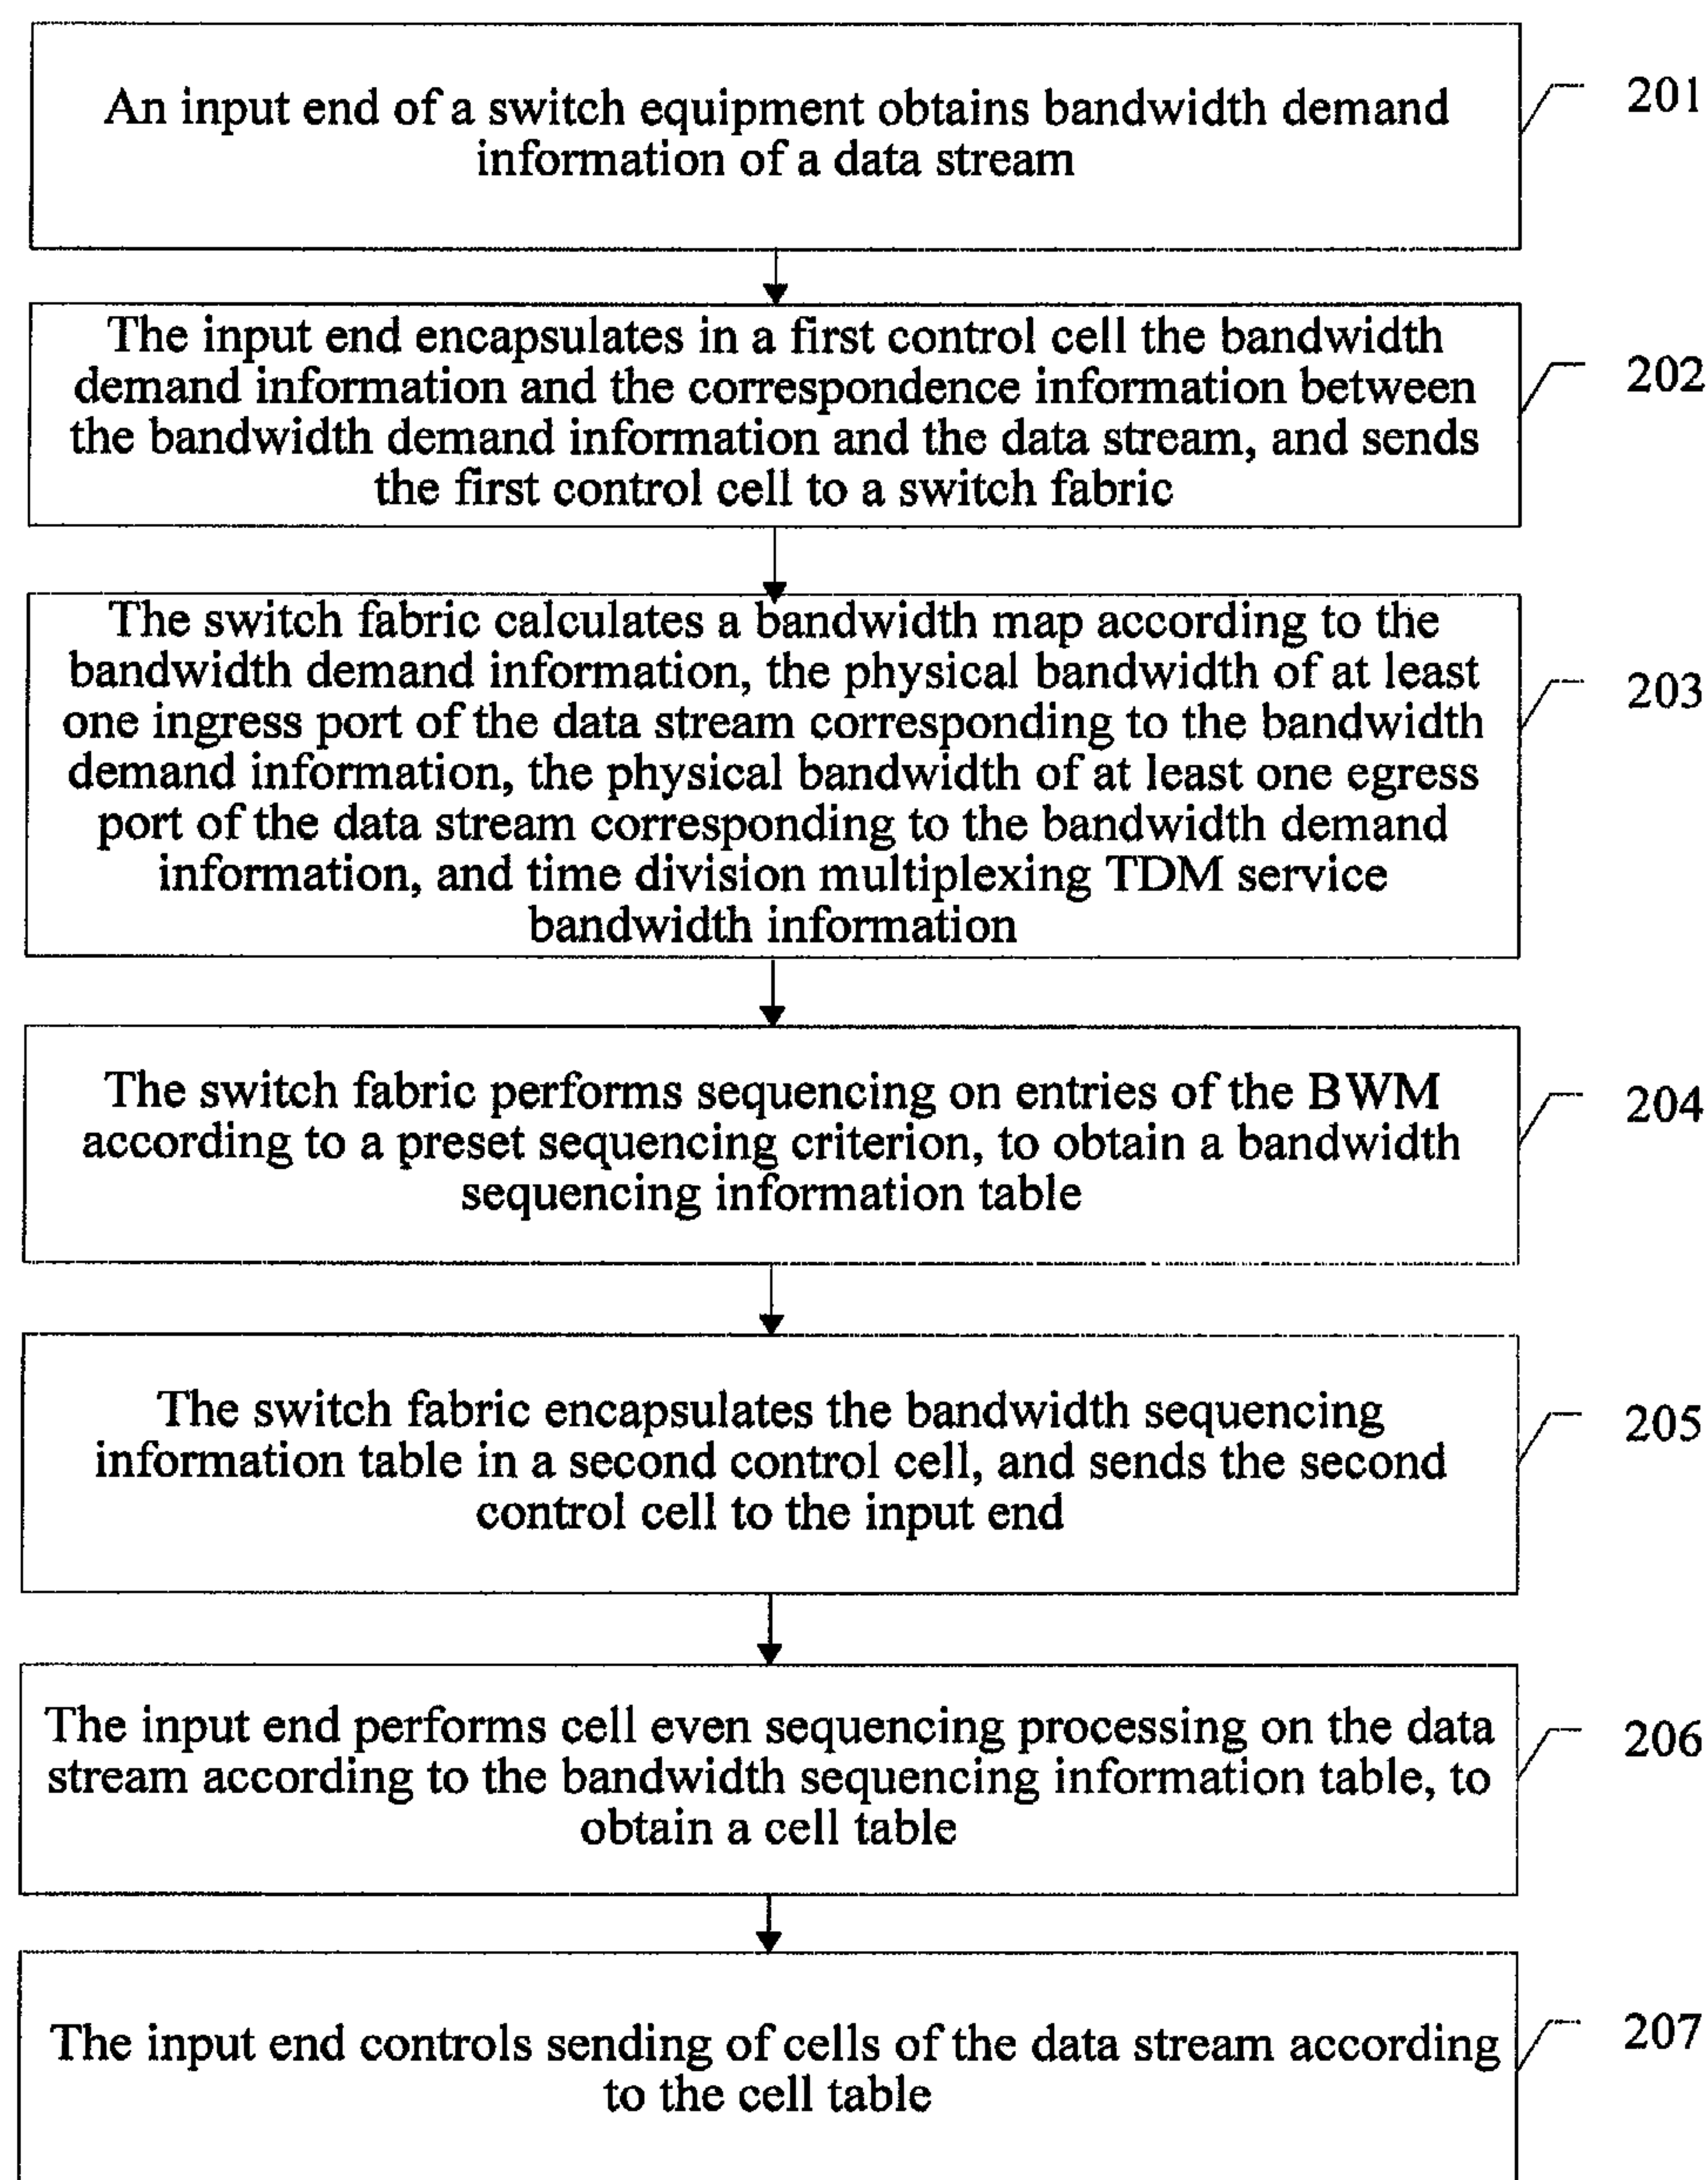 An input end of a switch equipment obtains bandwidth demand
information of a data stream
201
The input end encapsulates in a first control cell the bandwidth
demand information and the correspondence information between
the bandwidth demand information and the data stream, and sends
the first control cell to a switch fabric
202
The switch fabric calculates a bandwidth map according to the
bandwidth demand information, the physical bandwidth of at least
one ingress port of the data stream corresponding to the bandwidth
demand information, the physical bandwidth of at least one egress
port of the data stream corresponding to the bandwidth demand
information, and time division multiplexing TDM service
bandwidth information
203
The switch fabric performs sequencing on entries of the BWM
according to a preset sequencing criterion, to obtain a bandwidth
sequencing information table
204
The switch fabric encapsulates the bandwidth sequencing
information table in a second control cell, and sends the second
control cell to the input end
205
The input end performs cell even sequencing processing on the data
stream according to the bandwidth sequencing information table, to
obtain a cell table
206
The input end controls sending of cells of the data stream according
to the cell table
207